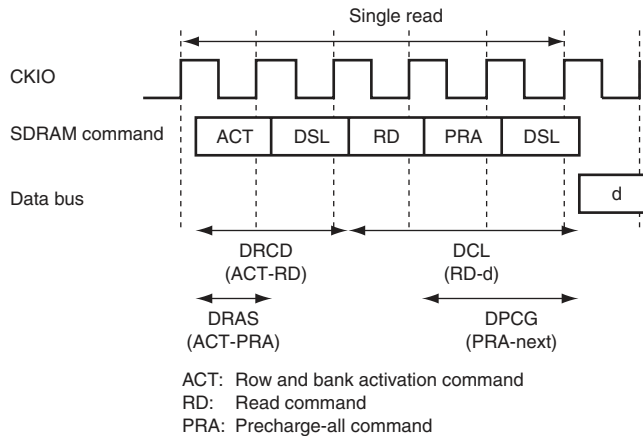 Single read
CKIO
SDRAM command
ACT DSL RD PRA DSL
Data bus
d
DRCD
(ACT-RD)
DCL
(RD-d)
DRAS
(ACT-PRA)
DPCG
(PRA-next)
ACT: Row and bank activation command
RD: Read command
PRA: Precharge-all command